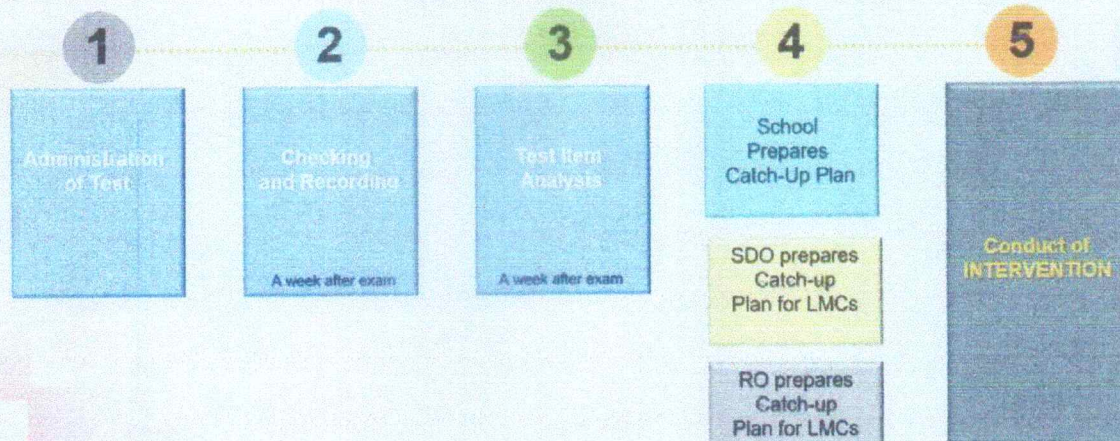 1
2
3
4
5
Administration
of Test
Checking
and Recording
A week after exam
Test Item
Analysis
A week after exam
School
Prepares
Catch-Up Plan
SDO prepares
Catch-up
Plan for LMCs
RO prepares
Catch-up
Plan for LMCs
Conduct of
INTERVENTION